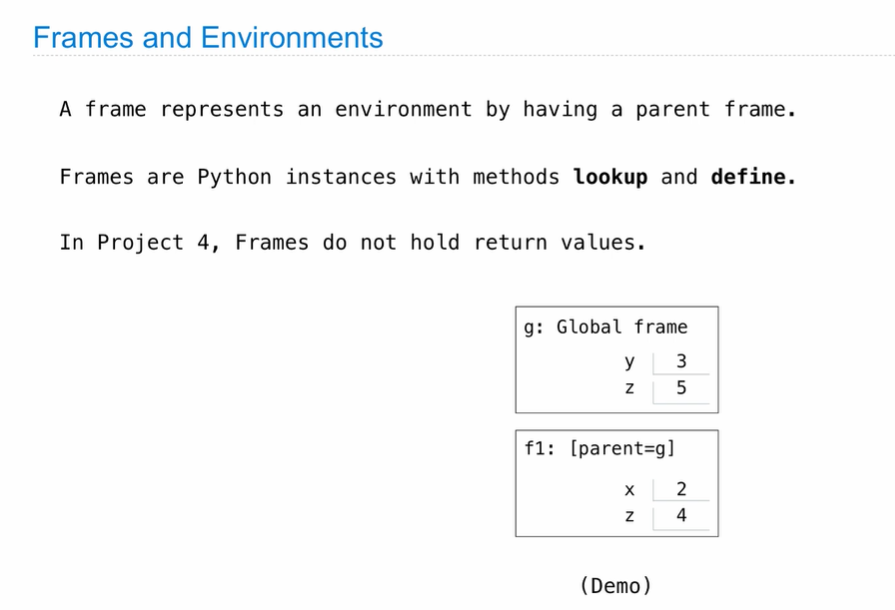 Frames and Environments
A frame represents an environment by having a parent frame.
Frames are Python instances with methods lookup and define.
In Project 4, Frames do not hold return values.
g: Global frame
y 3
z 5
f1: [parent=g]
x 2
z 4
(Demo)